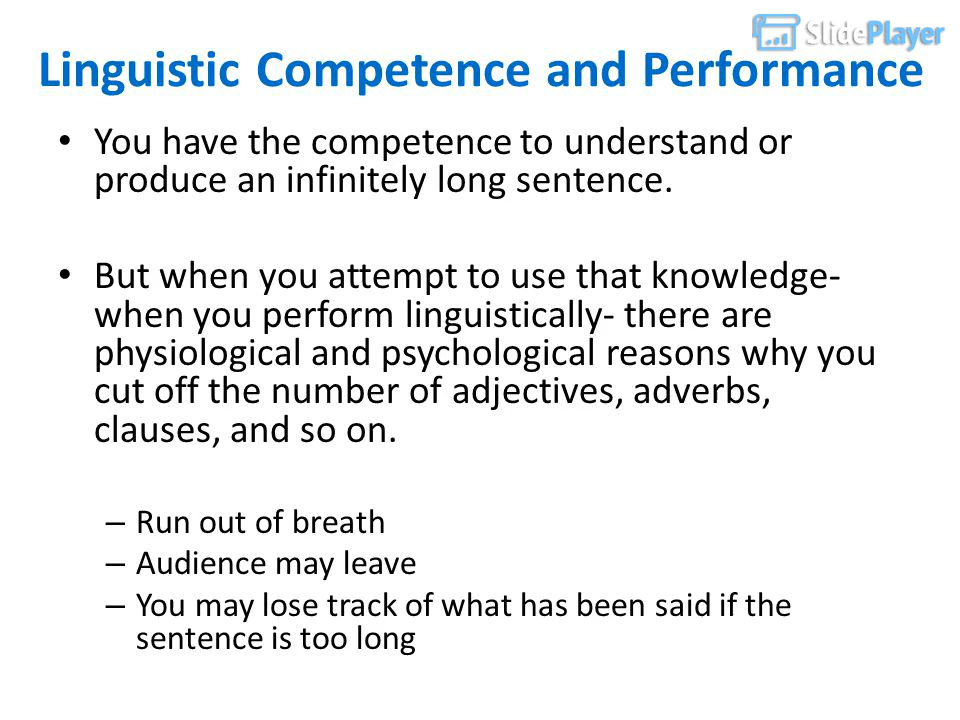 SlidePlayer
Linguistic Competence and Performance
• You have the competence to understand or
produce an infinitely long sentence.
• But when you attempt to use that knowledge-
when you perform linguistically- there are
physiological and psychological reasons why you
cut off the number of adjectives, adverbs,
clauses, and so on.
– Run out of breath
– Audience may leave
– You may lose track of what has been said if the
sentence is too long